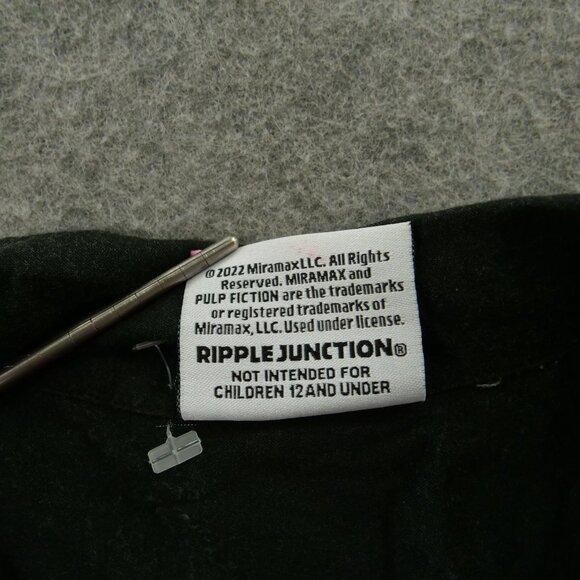 © 2022 Miramax LLC. All Rights
Reserved. MIRAMAX and
PULP FICTION are the trademarks
or registered trademarks of
Miramax, LLC. Used under license.
RIPPLE JUNCTION®
NOT INTENDED FOR
CHILDREN 12 AND UNDER